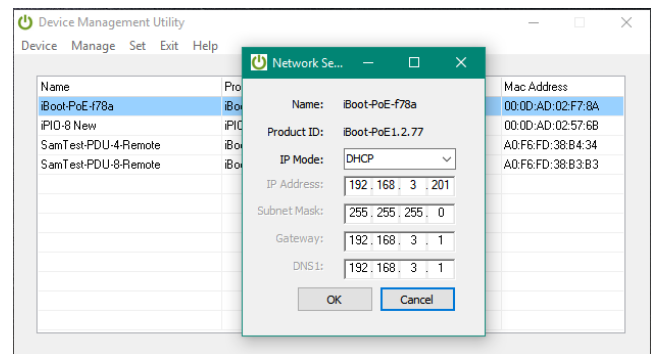 Device Management Utility
Device Manage Set Exit Help
Network Se...
Name Pro Mac Address
iBoot-PoE-f78a iBo 00:0D:AD:02:F7:8A
iPIO-8 New iPIO 00:0D:AD:02:57:6B
SamTest-PDU-4-Remote iBo A0:F6:FD:38:B4:34
SamTest-PDU-8-Remote iBo A0:F6:FD:38:B3:B3
Name: iBoot-PoE-f78a
Product ID: iBoot-PoE1.2.77
IP Mode: DHCP
IP Address: 192 . 168 . 3 . 201
Subnet Mask: 255 . 255 . 255 . 0
Gateway: 192 . 168 . 3 . 1
DNS1: 192 . 168 . 3 . 1
OK Cancel